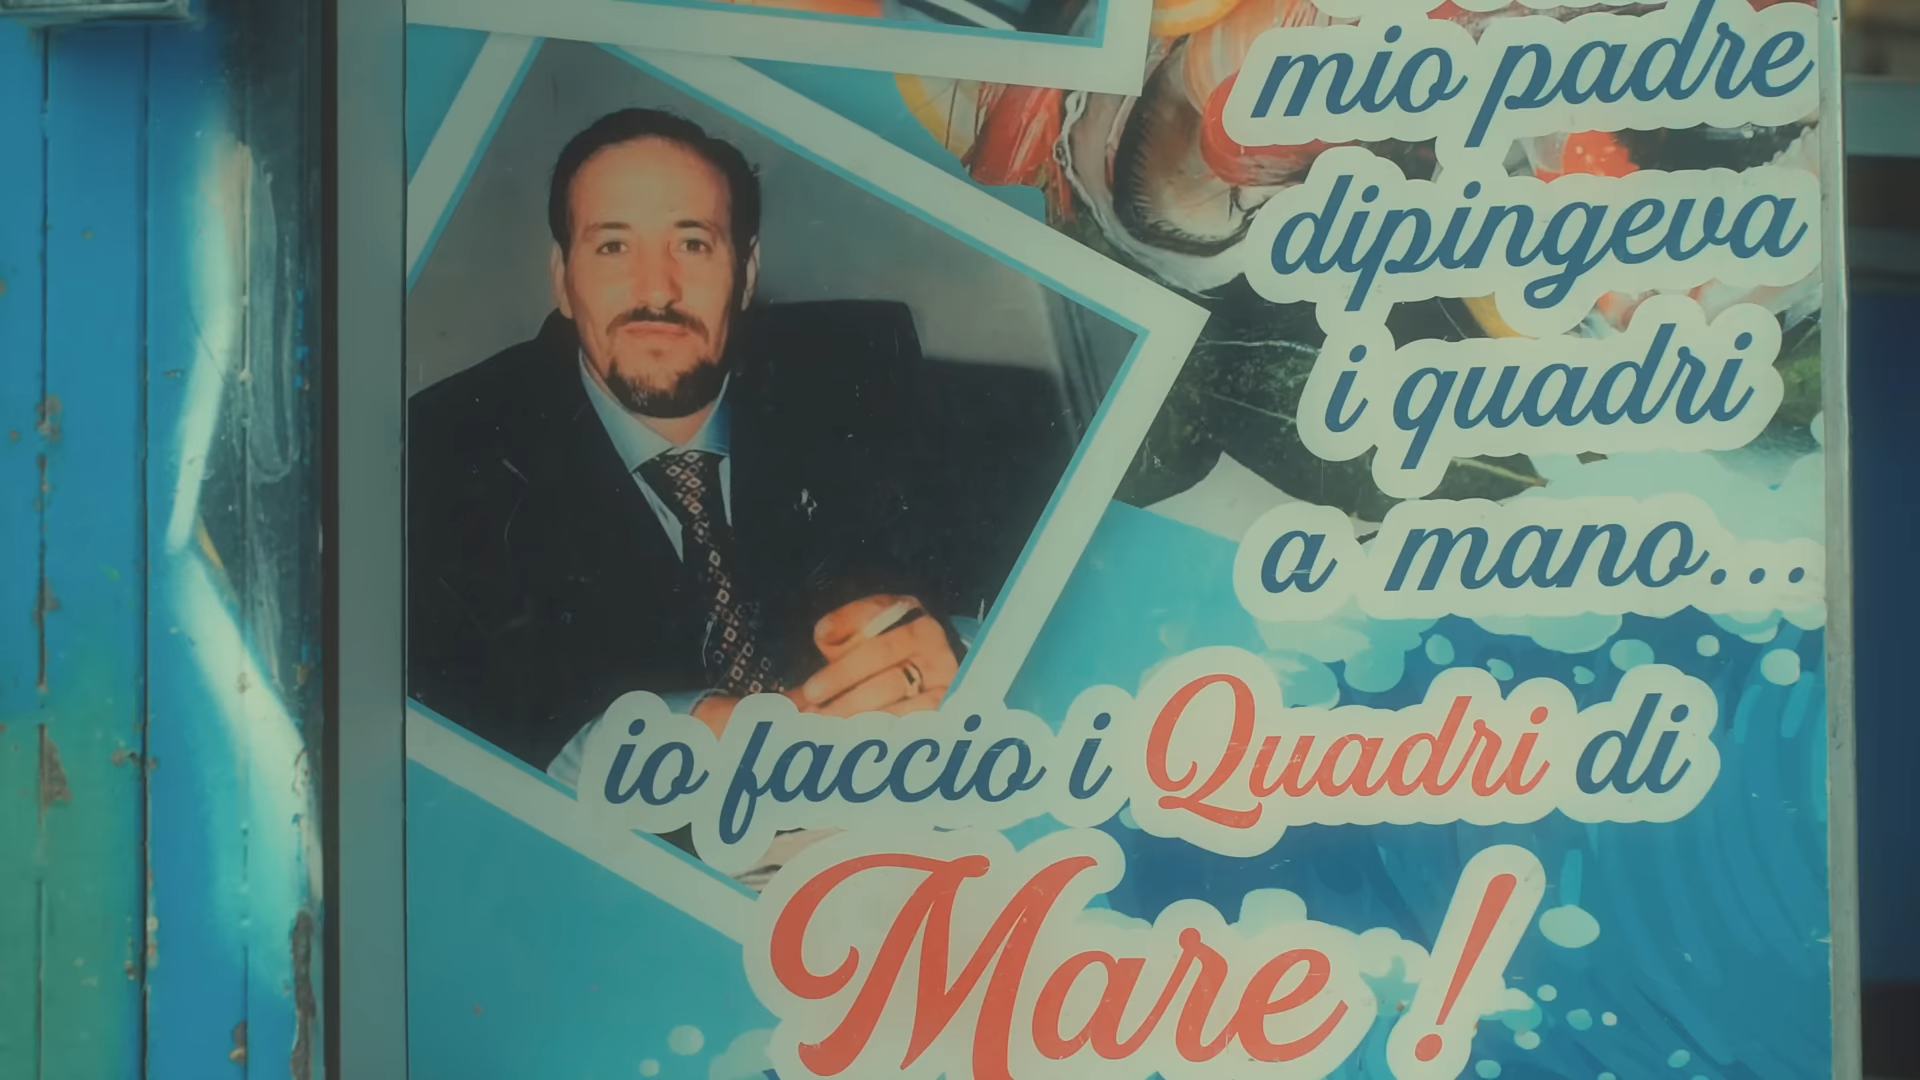 mio padre
dipingeva
i quadri
a mano...
io faccio i Quadri di
Mare !